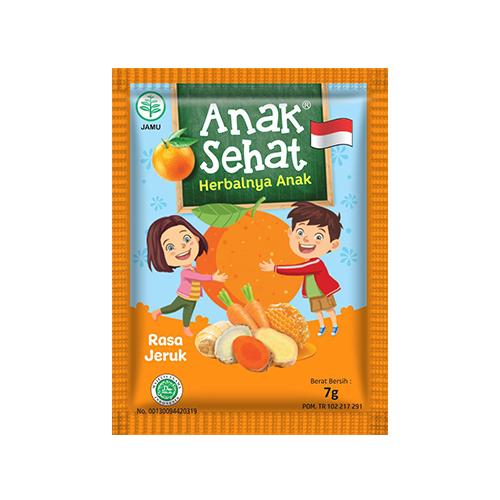 JAMU
Anak®
Sehat
Herbalnya Anak
Rasa
Jeruk
No. 00130094420319
Berat Bersih :
7g
POM. TR 102 217 291